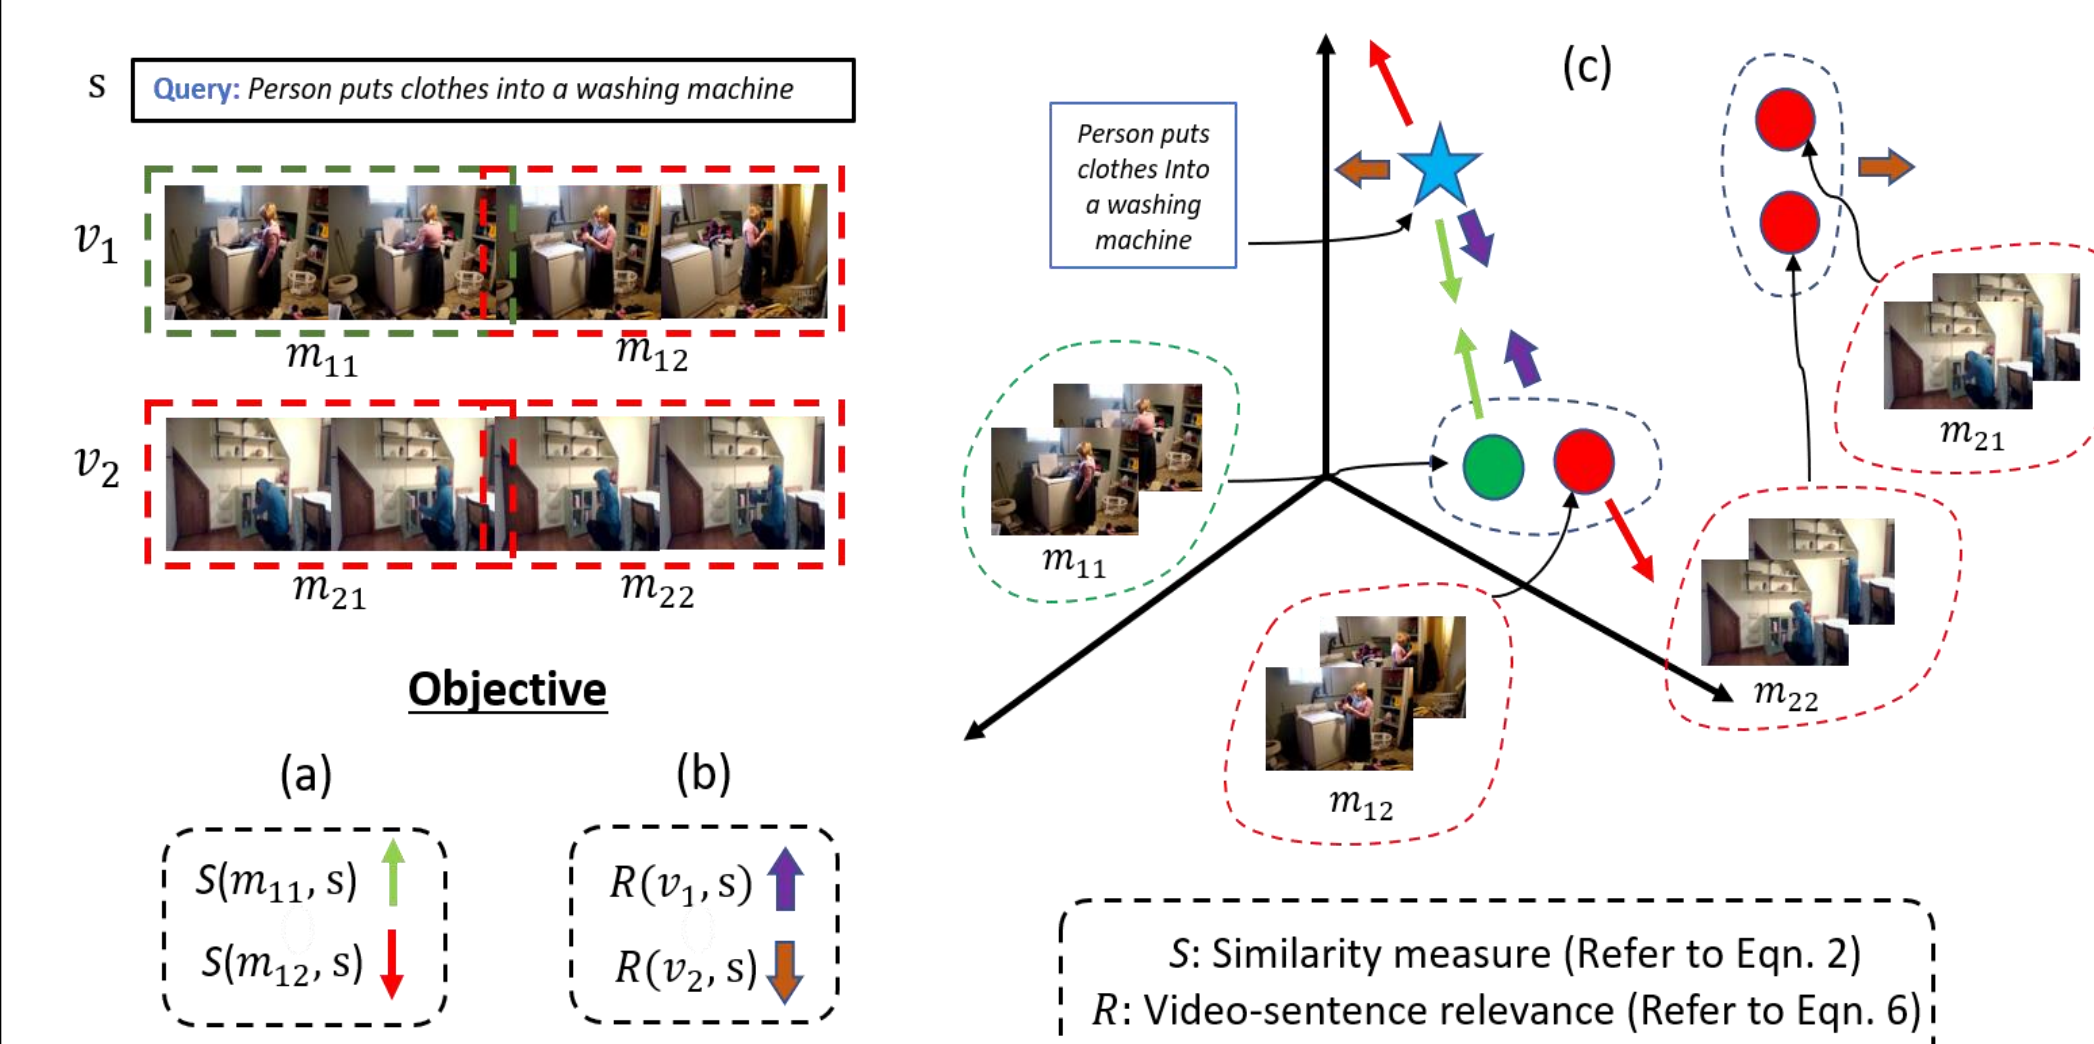 s
Query: Person puts clothes into a washing machine
v1
m11
m12
v2
m21
m22
Objective
(a)
S(m11, s)
S(m12, s)
(b)
R(v1, s)
R(v2, s)
(c)
Person puts
clothes Into
a washing
machine
m11
m12
m21
m22
S: Similarity measure (Refer to Eqn. 2)
R: Video-sentence relevance (Refer to Eqn. 6)